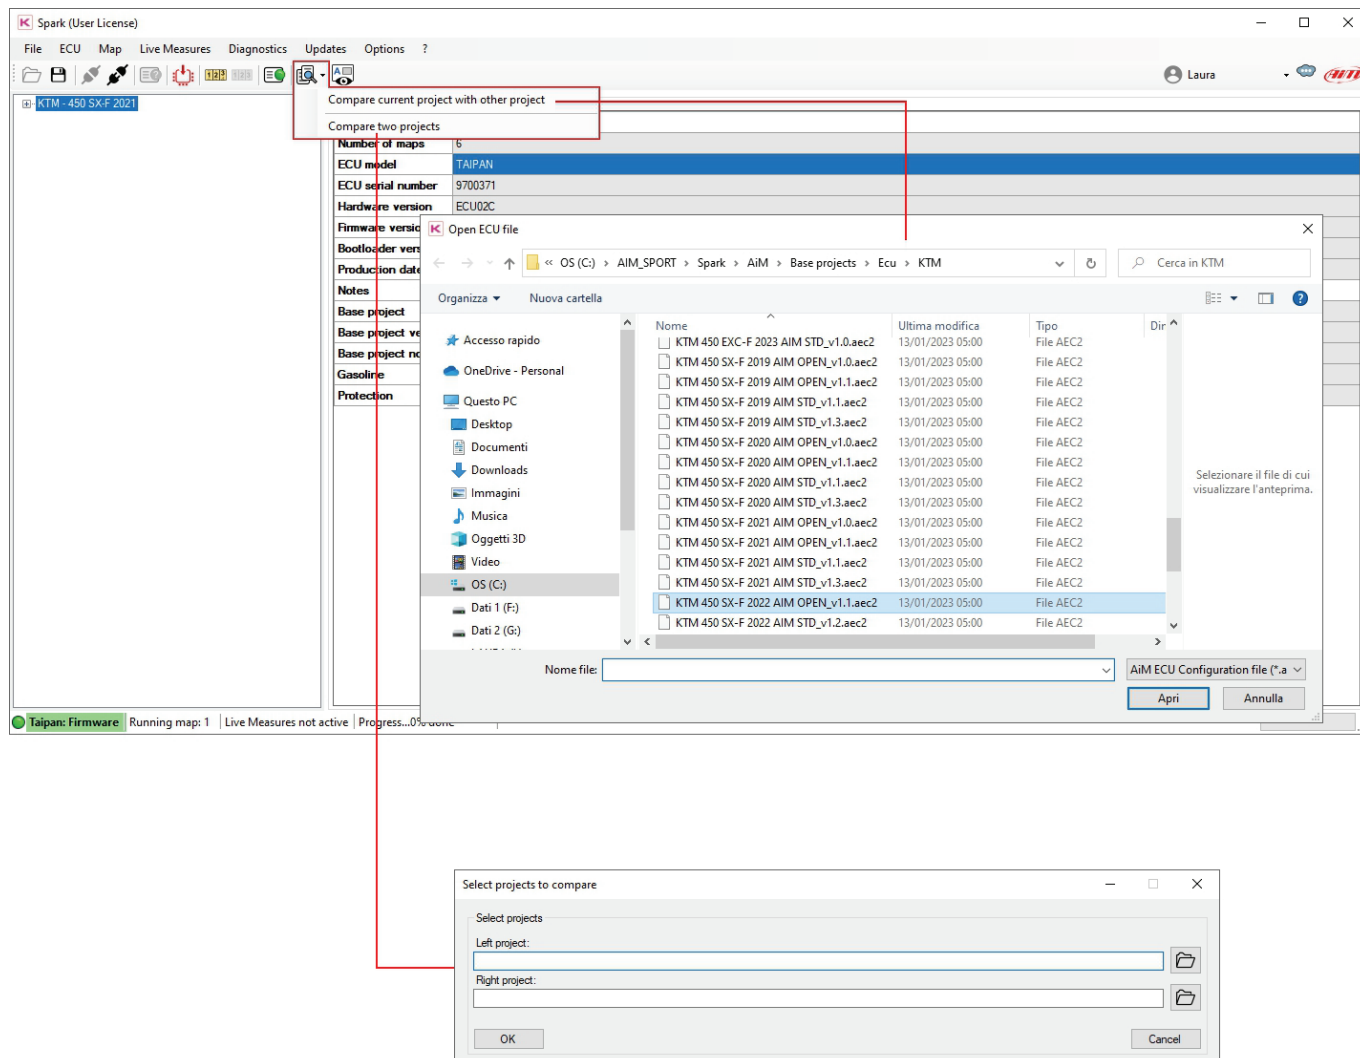 Spark (User License)
File ECU Map Live Measures Diagnostics Updates Options ?
Laura
KTM - 450 SX-F 2021
Compare current project with other project
Compare two projects
Number of maps 6
ECU model TAIPAN
ECU serial number 9700371
Hardware version ECU02C
Firmware versio
Bootloader vers
Production date
Notes
Base project
Base project ve
Base project no
Gasoline
Protection
Open ECU file
« OS (C:) › AIM_SPORT › Spark › AiM › Base projects › Ecu › KTM
Cerca in KTM
Organizza Nuova cartella
Accesso rapido
OneDrive - Personal
Questo PC
Desktop
Documenti
Downloads
Immagini
Musica
Oggetti 3D
Video
OS (C:)
Dati 1 (F:)
Dati 2 (G:)
Nome Ultima modifica Tipo Dir
KTM 450 EXC-F 2023 AIM STD_v1.0.aec2 13/01/2023 05:00 File AEC2
KTM 450 SX-F 2019 AIM OPEN_v1.0.aec2 13/01/2023 05:00 File AEC2
KTM 450 SX-F 2019 AIM OPEN_v1.1.aec2 13/01/2023 05:00 File AEC2
KTM 450 SX-F 2019 AIM STD_v1.1.aec2 13/01/2023 05:00 File AEC2
KTM 450 SX-F 2019 AIM STD_v1.3.aec2 13/01/2023 05:00 File AEC2
KTM 450 SX-F 2020 AIM OPEN_v1.0.aec2 13/01/2023 05:00 File AEC2
KTM 450 SX-F 2020 AIM OPEN_v1.1.aec2 13/01/2023 05:00 File AEC2
KTM 450 SX-F 2020 AIM STD_v1.1.aec2 13/01/2023 05:00 File AEC2
KTM 450 SX-F 2020 AIM STD_v1.3.aec2 13/01/2023 05:00 File AEC2
KTM 450 SX-F 2021 AIM OPEN_v1.0.aec2 13/01/2023 05:00 File AEC2
KTM 450 SX-F 2021 AIM OPEN_v1.1.aec2 13/01/2023 05:00 File AEC2
KTM 450 SX-F 2021 AIM STD_v1.1.aec2 13/01/2023 05:00 File AEC2
KTM 450 SX-F 2021 AIM STD_v1.3.aec2 13/01/2023 05:00 File AEC2
KTM 450 SX-F 2022 AIM OPEN_v1.1.aec2 13/01/2023 05:00 File AEC2
KTM 450 SX-F 2022 AIM STD_v1.2.aec2 13/01/2023 05:00 File AEC2
Selezionare il file di cui
visualizzare l'anteprima.
Nome file:
AiM ECU Configuration file (*.a
Apri Annulla
Taipan: Firmware Running map: 1 Live Measures not active Progress...0% done
Select projects to compare
Select projects
Left project:
Right project:
OK Cancel